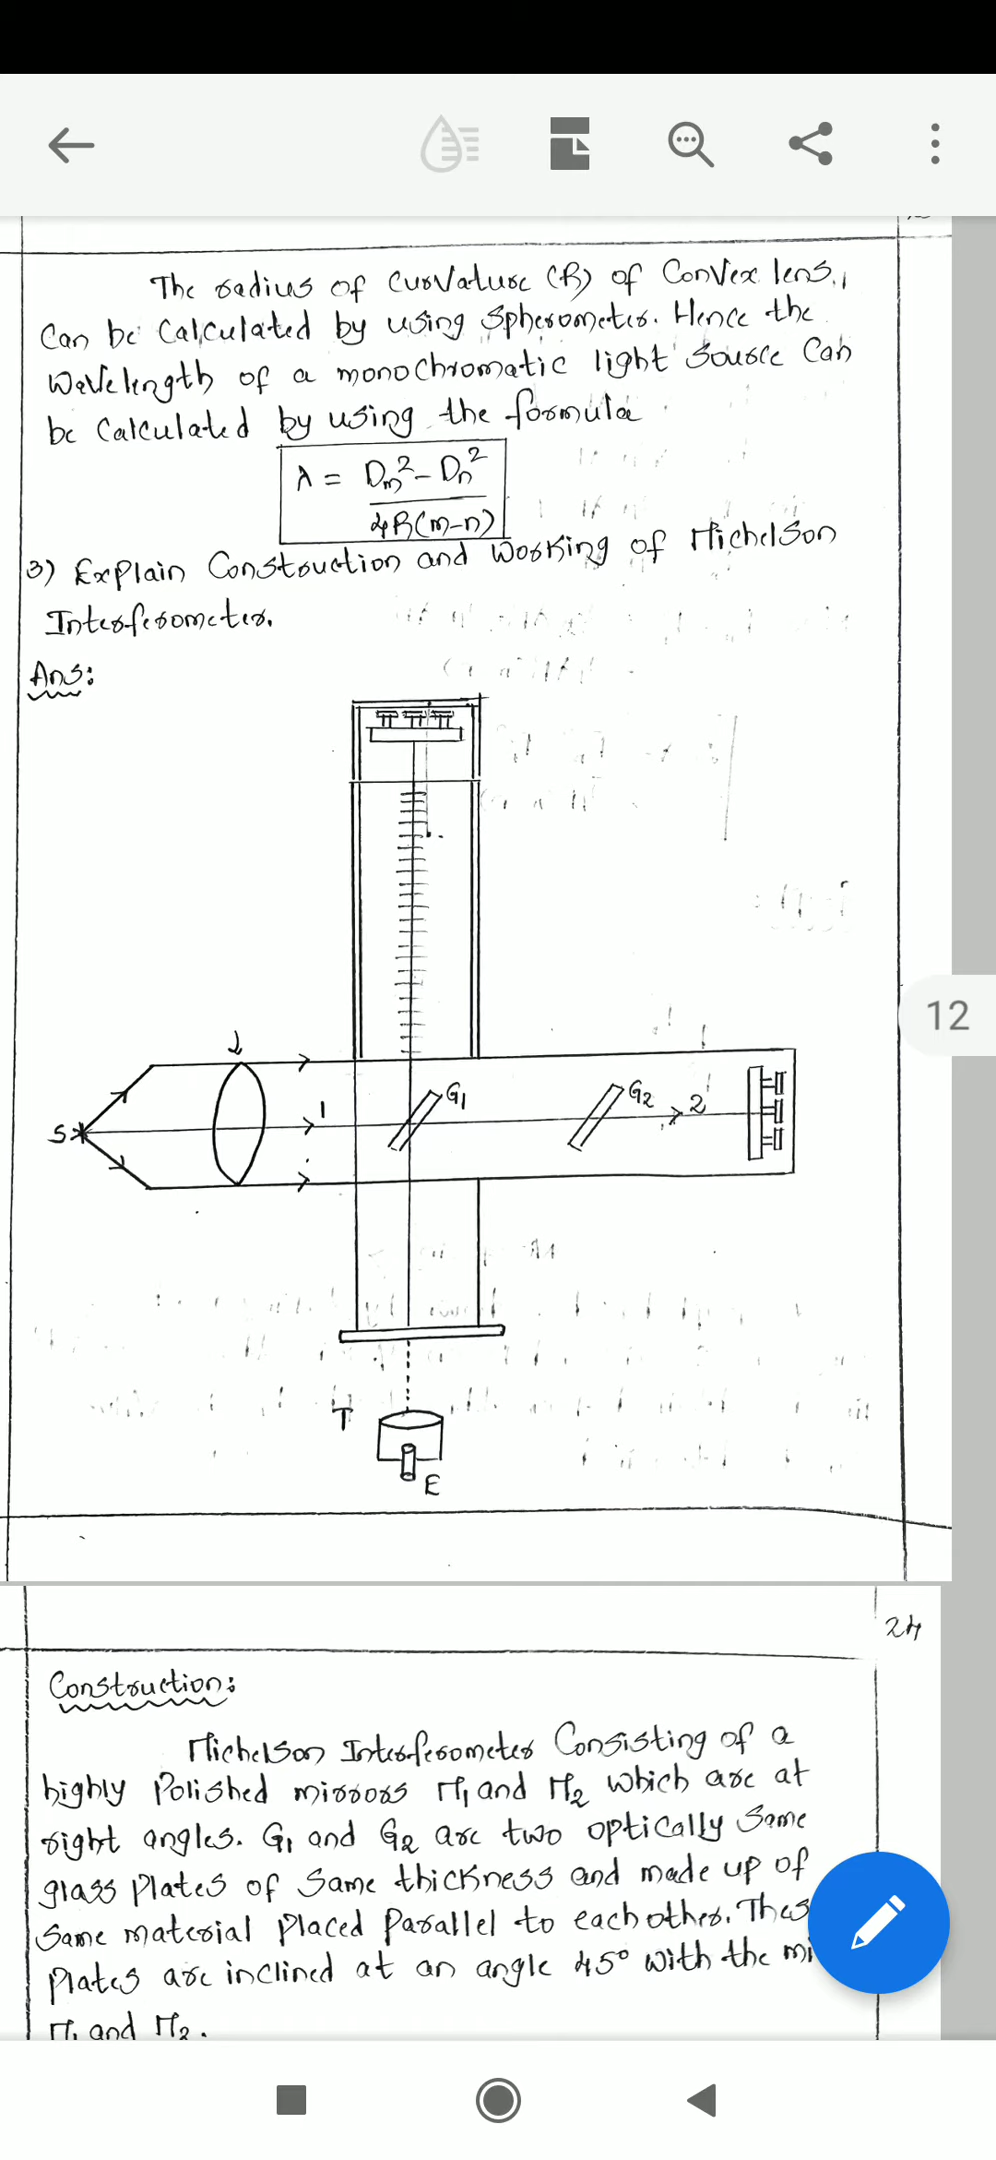 The radius of Curvature (R) of Convex lens,
Can be Calculated by using Spherometer. Hence the
Wavelength of a monochromatic light source Can
be Calculated by using the formula
λ = Dm² - Dn²
4R(m-n)
3) Explain Construction and Working of Michelson
Interferometer.
Ans:
12
L
G₁
G₂
1
2
S
T
E
24
Construction:
Michelson Interferometer Consisting of a
highly Polished mirrors M₁ and M₂ which are at
right angles. G₁ and G₂ are two optically Same
glass Plates of Same thickness and made up of
Same material Placed Parallel to each other. Thes
Plates are inclined at an angle 45° with the mi
M₁ and M₂.